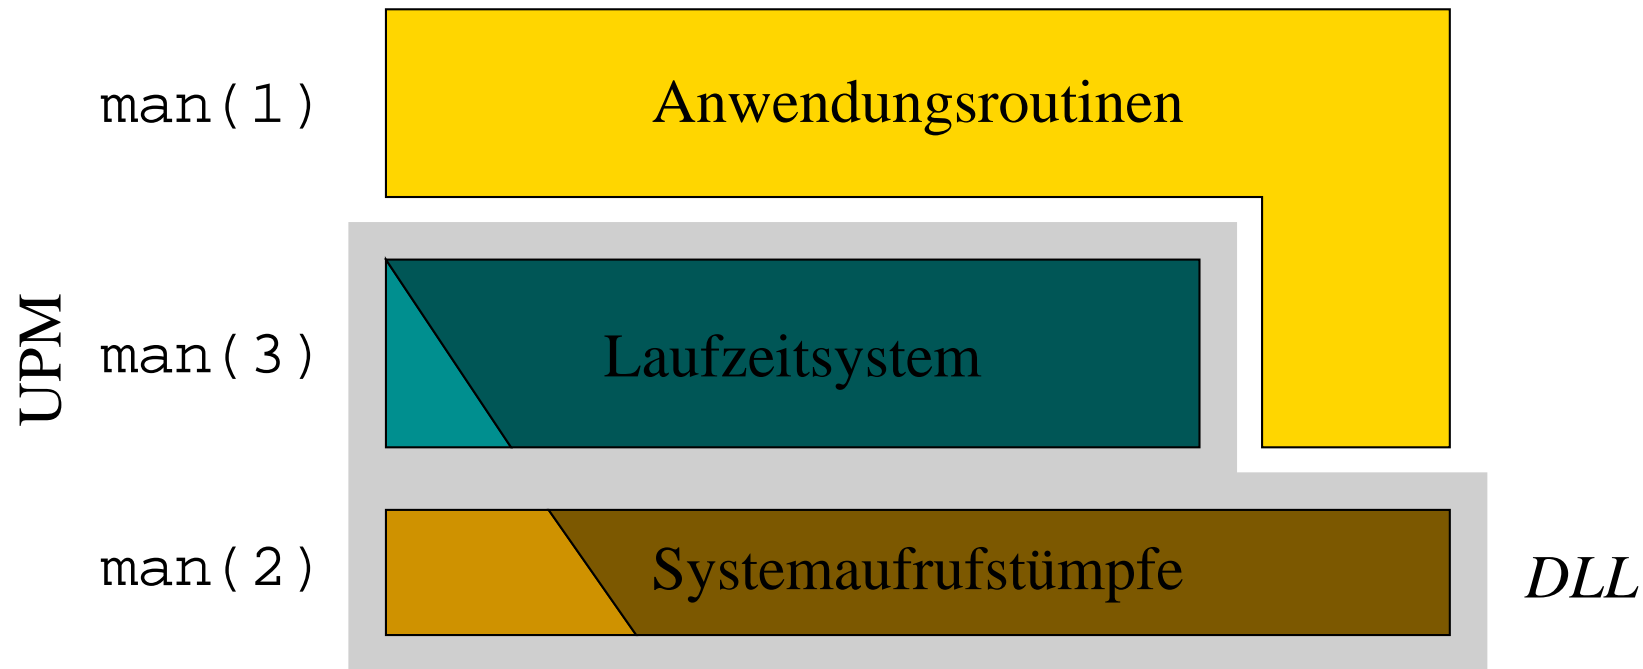 man(1)
Anwendungsroutinen
UPM
man(3)
Laufzeitsystem
man(2)
Systemaufrufstümpfe
DLL